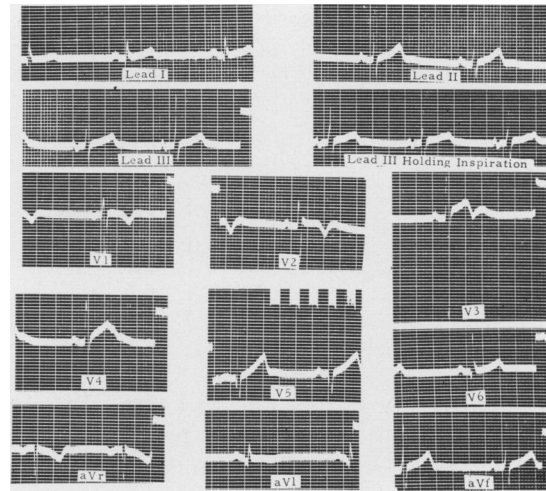 Lead I
Lead II
Lead III
Lead III Holding Inspiration
V1
V2
V3
V4
V5
V6
aVr
aVl
aVf